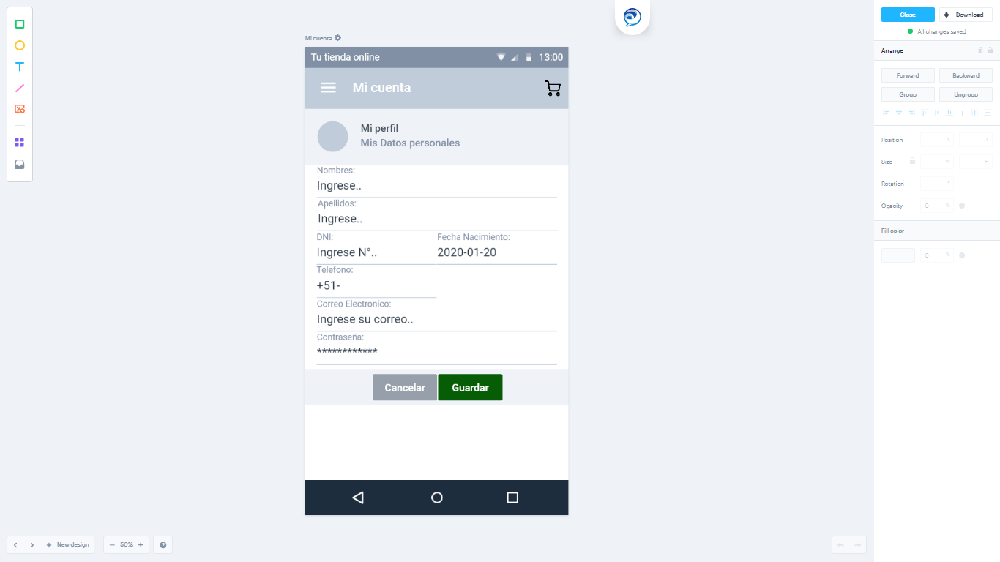 Close
Download
All changes saved
Mi cuenta
Tu tienda online 13:00
Arrange
Mi cuenta
Forward Backward
Group Ungroup
Mi perfil
Mis Datos personales
Position X Y
Size W H
Rotation °
Opacity 0 %
Fill color
0 %
Nombres:
Ingrese..
Apellidos:
Ingrese..
DNI: Fecha Nacimiento:
Ingrese N°.. 2020-01-20
Telefono:
+51-
Correo Electronico:
Ingrese su correo..
Contraseña:
************
Cancelar Guardar
New design 50% ?